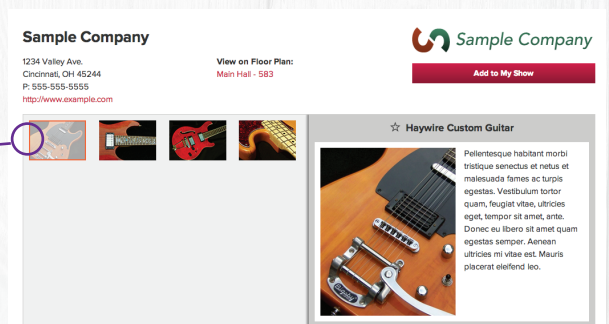 Sample Company
Sample Company
1234 Valley Ave.
Cincinnati, OH 45244
P: 555-555-5555
http://www.example.com
View on Floor Plan:
Main Hall - 583
Add to My Show
☆ Haywire Custom Guitar
Pellentesque habitant morbi
tristique senectus et netus et
malesuada fames ac turpis
egestas. Vestibulum tortor
quam, feugiat vitae, ultricies
eget, tempor sit amet, ante.
Donec eu libero sit amet quam
egestas semper. Aenean
ultricies mi vitae est. Mauris
placerat eleifend leo.